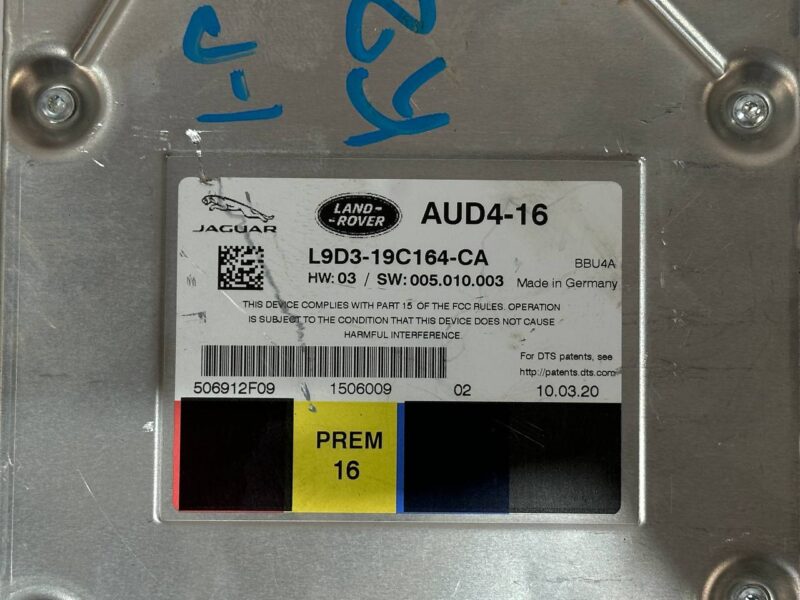 J-1
JAGUAR
LAND-
-ROVER
AUD4-16
L9D3-19C164-CA
BBU4A
HW: 03 / SW: 005.010.003
Made in Germany
THIS DEVICE COMPLIES WITH PART 15 OF THE FCC RULES. OPERATION
IS SUBJECT TO THE CONDITION THAT THIS DEVICE DOES NOT CAUSE
HARMFUL INTERFERENCE.
For DTS patents, see
http://patents.dts.com
506912F09 1506009 02 10.03.20
PREM
16